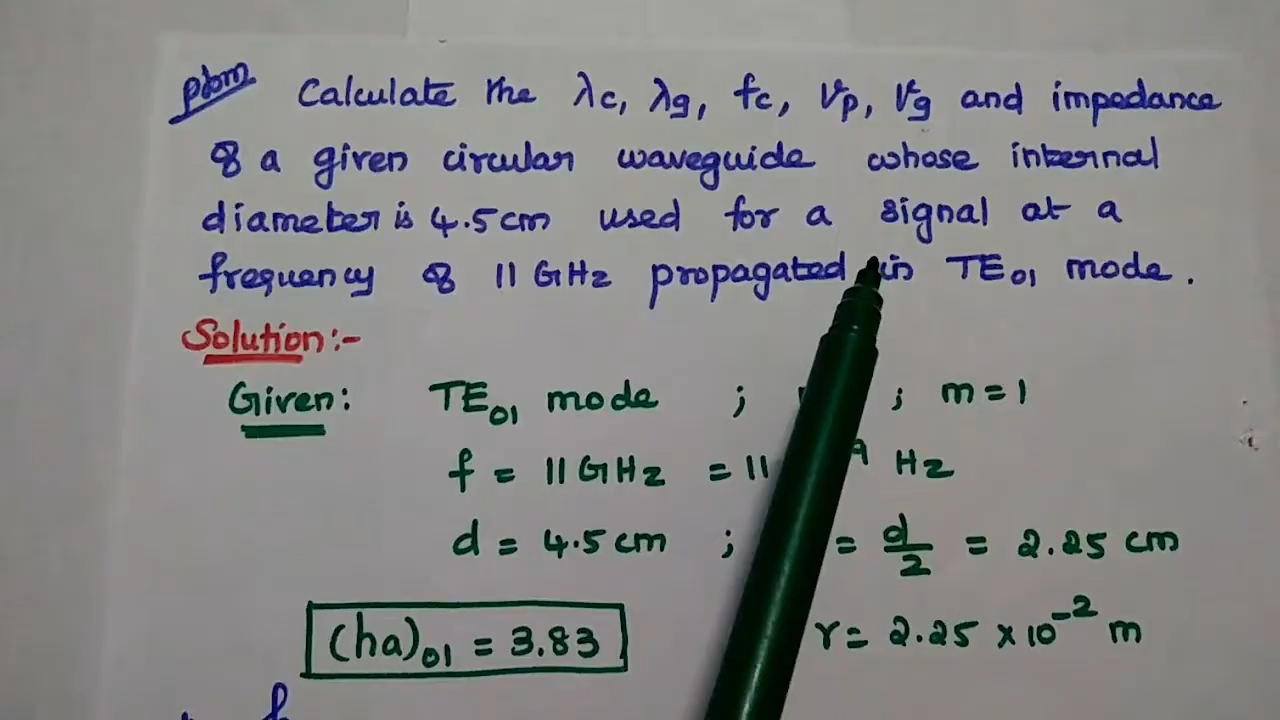 pbm Calculate the λc, λg, fc, Vp, Vg and impedance
of a given circular waveguide whose internal
diameter is 4.5cm used for a signal at a
frequency of 11 GHz propagated in TE01 mode.
Solution:-
Given: TE01 mode ; ; m=1
f = 11 GHz = 11 Hz
d = 4.5 cm ; = d/2 = 2.25 cm
(ha)01 = 3.83 r = 2.25 × 10⁻² m